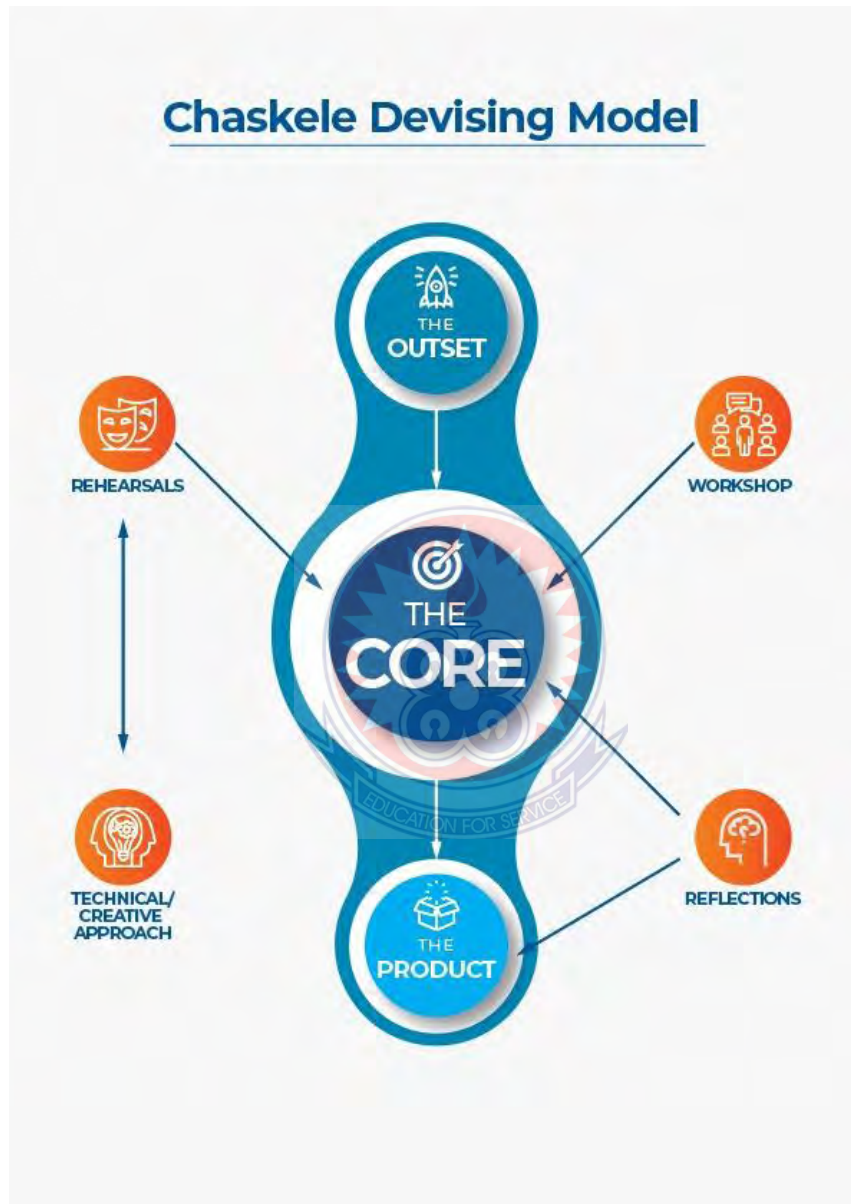 Chaskele Devising Model
THE
OUTSET
REHEARSALS
WORKSHOP
THE
CORE
EDUCATION FOR SERVICE
TECHNICAL/
CREATIVE
APPROACH
REFLECTIONS
THE
PRODUCT